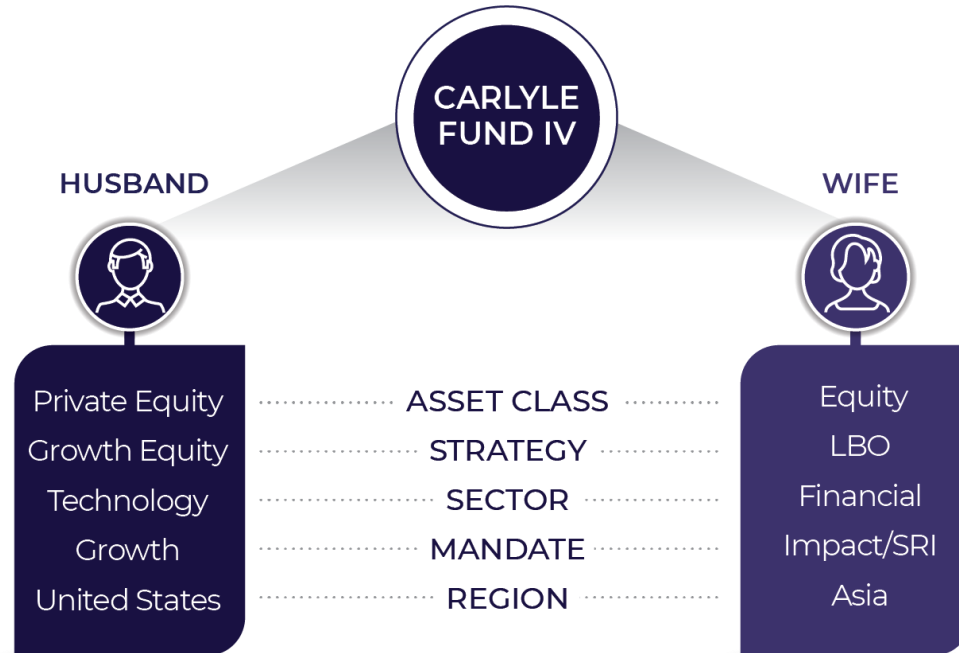 CARLYLE
FUND IV
HUSBAND
WIFE
Private Equity ASSET CLASS Equity
Growth Equity STRATEGY LBO
Technology SECTOR Financial
Growth MANDATE Impact/SRI
United States REGION Asia